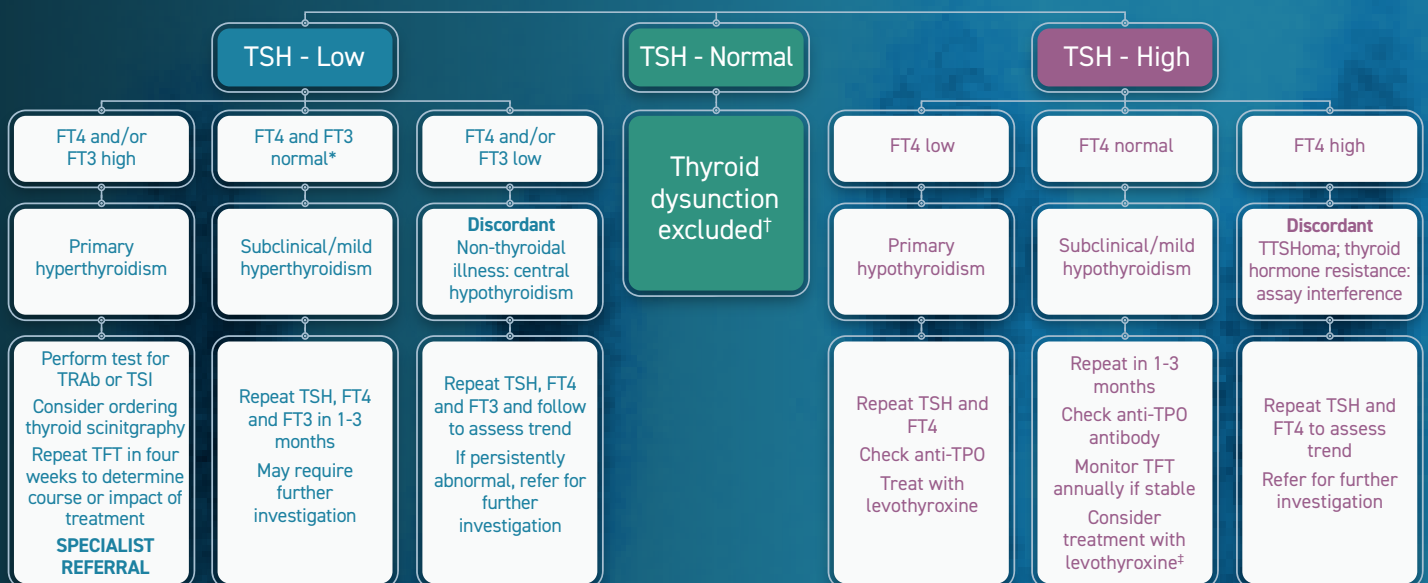 TSH - Low
TSH - Normal
TSH - High
FT4 and/or
FT3 high
FT4 and FT3
normal*
FT4 and/or
FT3 low
Thyroid
dysunction
excluded†
FT4 low
FT4 normal
FT4 high
Primary
hyperthyroidism
Subclinical/mild
hyperthyroidism
Discordant
Non-thyroidal
illness: central
hypothyroidism
Primary
hypothyroidism
Subclinical/mild
hypothyroidism
Discordant
TTSHoma; thyroid
hormone resistance:
assay interference
Perform test for
TRAb or TSI
Consider ordering
thyroid scinitgraphy
Repeat TFT in four
weeks to determine
course or impact of
treatment
SPECIALIST
REFERRAL
Repeat TSH, FT4
and FT3 in 1-3
months
May require
further
investigation
Repeat TSH, FT4
and FT3 and follow
to assess trend
If persistently
abnormal, refer for
further
investigation
Repeat TSH and
FT4
Check anti-TPO
Treat with
levothyroxine
Repeat in 1-3
months
Check anti-TPO
antibody
Monitor TFT
annually if stable
Consider
treatment with
levothyroxine‡
Repeat TSH and
FT4 to assess
trend
Refer for further
investigation